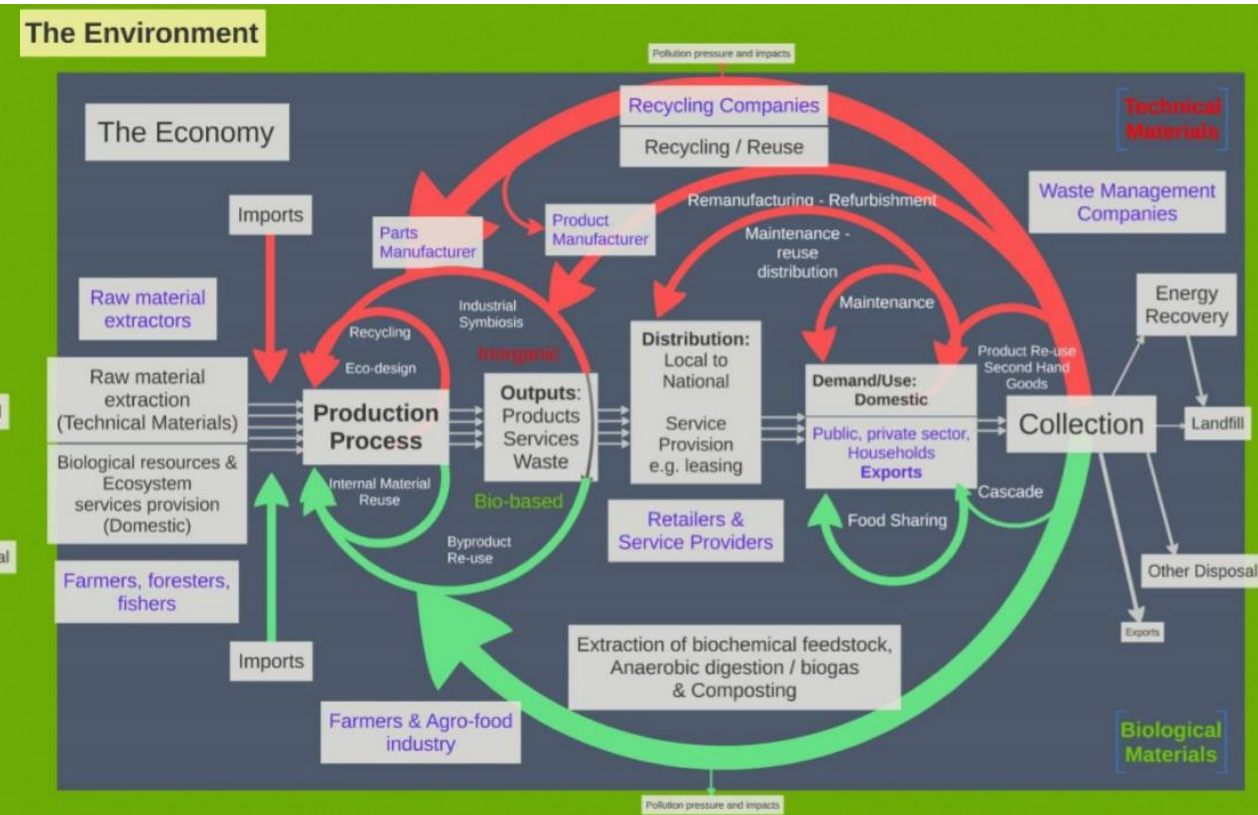 The Environment
Pollution pressure and impacts
The Economy
Recycling Companies
Recycling / Reuse
Technical
Materials
Waste Management
Companies
Remanufacturing - Refurbishment
Imports
Parts
Manufacturer
Product
Manufacturer
Maintenance -
reuse
distribution
Raw material
extractors
Industrial
Symbiosis
Recycling
Eco-design
Inorganic
Maintenance
Energy
Recovery
Raw material
extraction
(Technical Materials)
Biological resources &
Ecosystem
services provision
(Domestic)
Production
Process
Outputs:
Products
Services
Waste
Distribution:
Local to
National
Service
Provision
e.g. leasing
Demand/Use:
Domestic
Public, private sector,
Households
Exports
Product Re-use
Second Hand
Goods
Collection
Landfill
Internal Material
Reuse
Bio-based
Byproduct
Re-use
Retailers &
Service Providers
Food Sharing
Cascade
Farmers, foresters,
fishers
Other Disposal
Exports
Imports
Extraction of biochemical feedstock,
Anaerobic digestion / biogas
& Composting
Farmers & Agro-food
industry
Biological
Materials
Pollution pressure and impacts